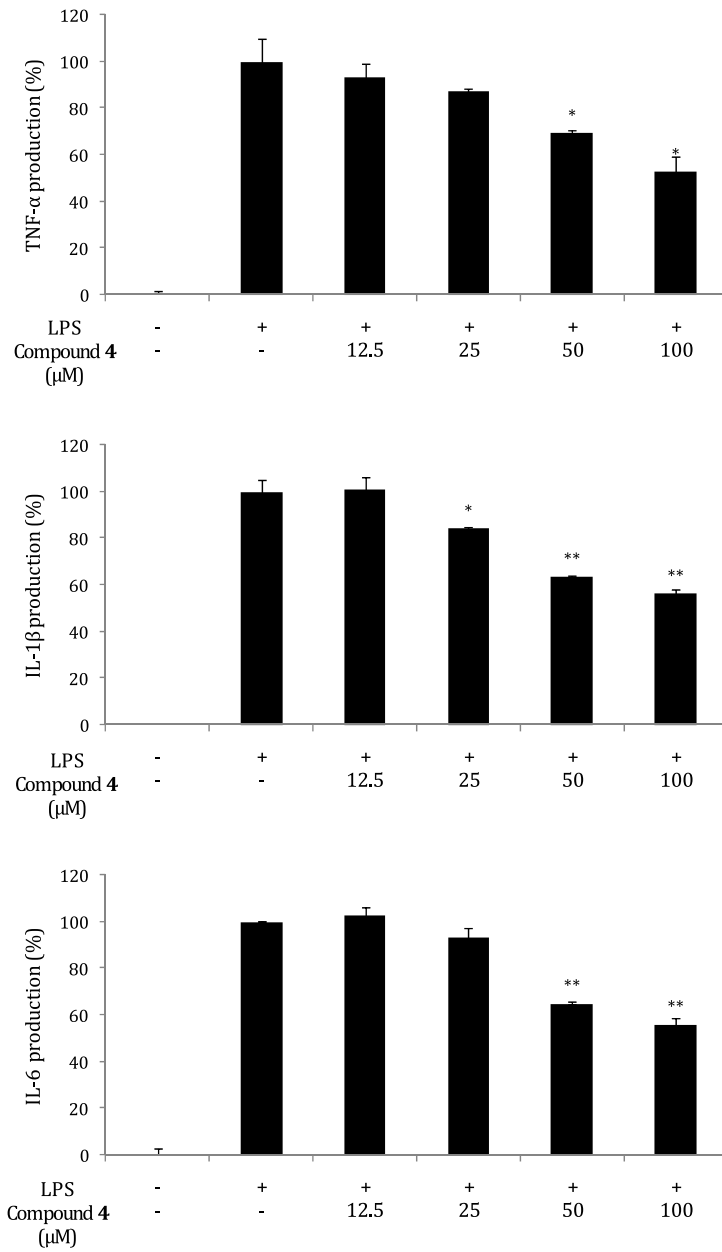 TNF-α production (%)
120
100
80
60
40
20
0
*
*
LPS - + + + + +
Compound 4 - - 12.5 25 50 100
(μM)
IL-1β production (%)
120
100
80
60
40
20
0
*
**
**
LPS - + + + + +
Compound 4 - - 12.5 25 50 100
(μM)
IL-6 production (%)
120
100
80
60
40
20
0
**
**
LPS - + + + + +
Compound 4 - - 12.5 25 50 100
(μM)